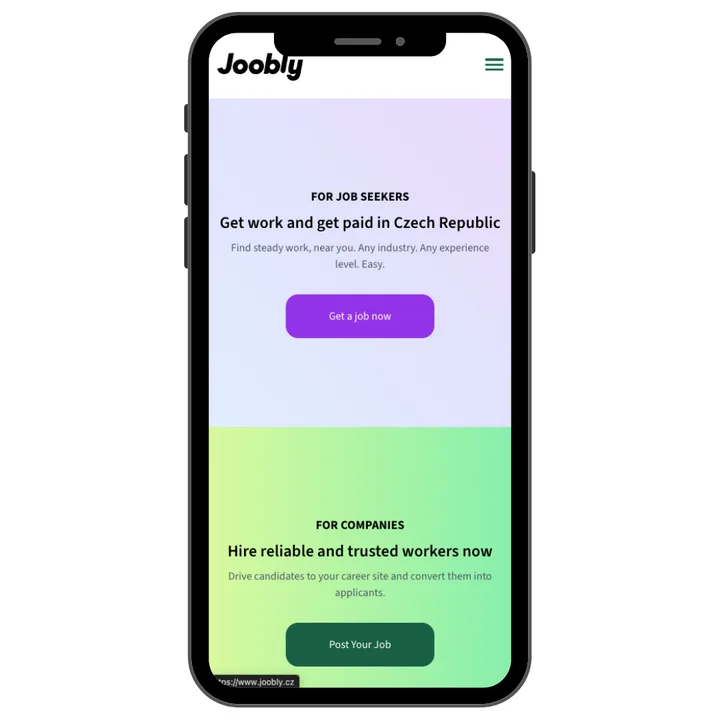 Joobly
FOR JOB SEEKERS
Get work and get paid in Czech Republic
Find steady work, near you. Any industry. Any experience
level. Easy.
Get a job now
FOR COMPANIES
Hire reliable and trusted workers now
Drive candidates to your career site and convert them into
applicants.
Post Your Job
tps://www.joobly.cz